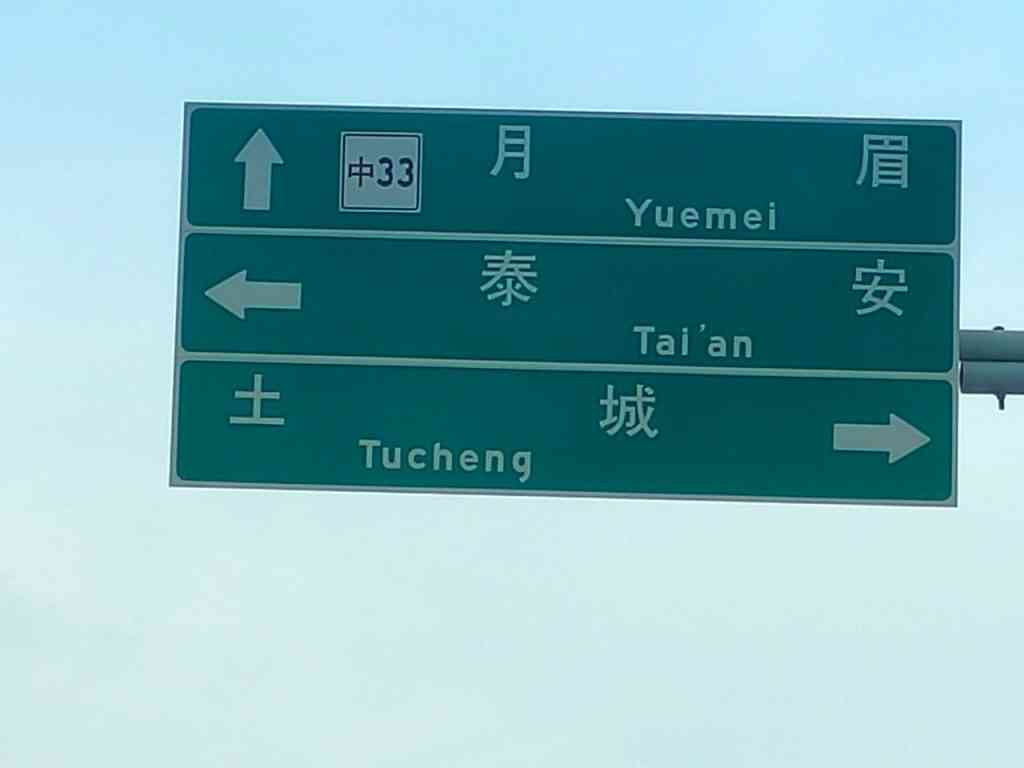 中33 月 眉
Yuemei
泰 安
Tai'an
土 城
Tucheng